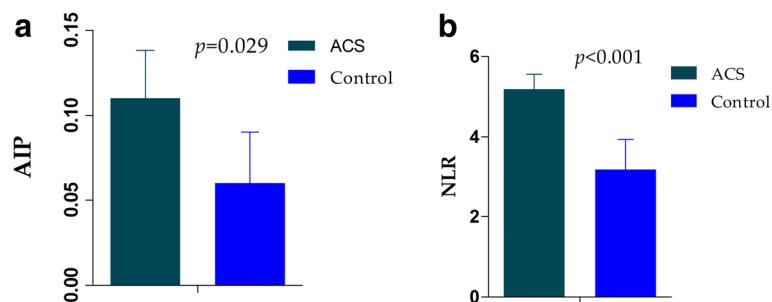 a
AIP
0.15
0.10
0.05
0.00
p=0.029
ACS
Control
b
NLR
6
4
2
0
p<0.001
ACS
Control